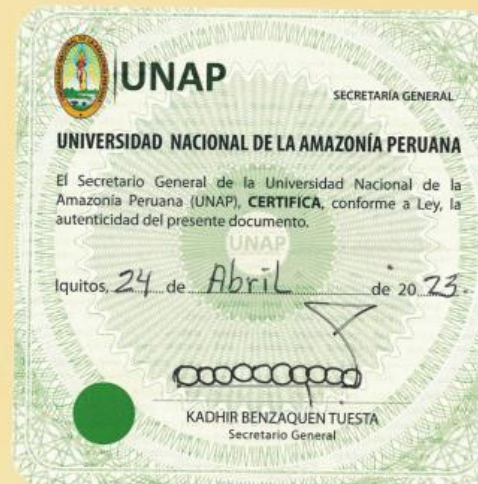 UNAP
SECRETARÍA GENERAL
UNIVERSIDAD NACIONAL DE LA AMAZONÍA PERUANA
El Secretario General de la Universidad Nacional de la
Amazonía Peruana (UNAP), CERTIFICA, conforme a Ley, la
autenticidad del presente documento.
UNAP
Iquitos, 24 de Abril de 20 23.
KADHIR BENZAQUEN TUESTA
Secretario General